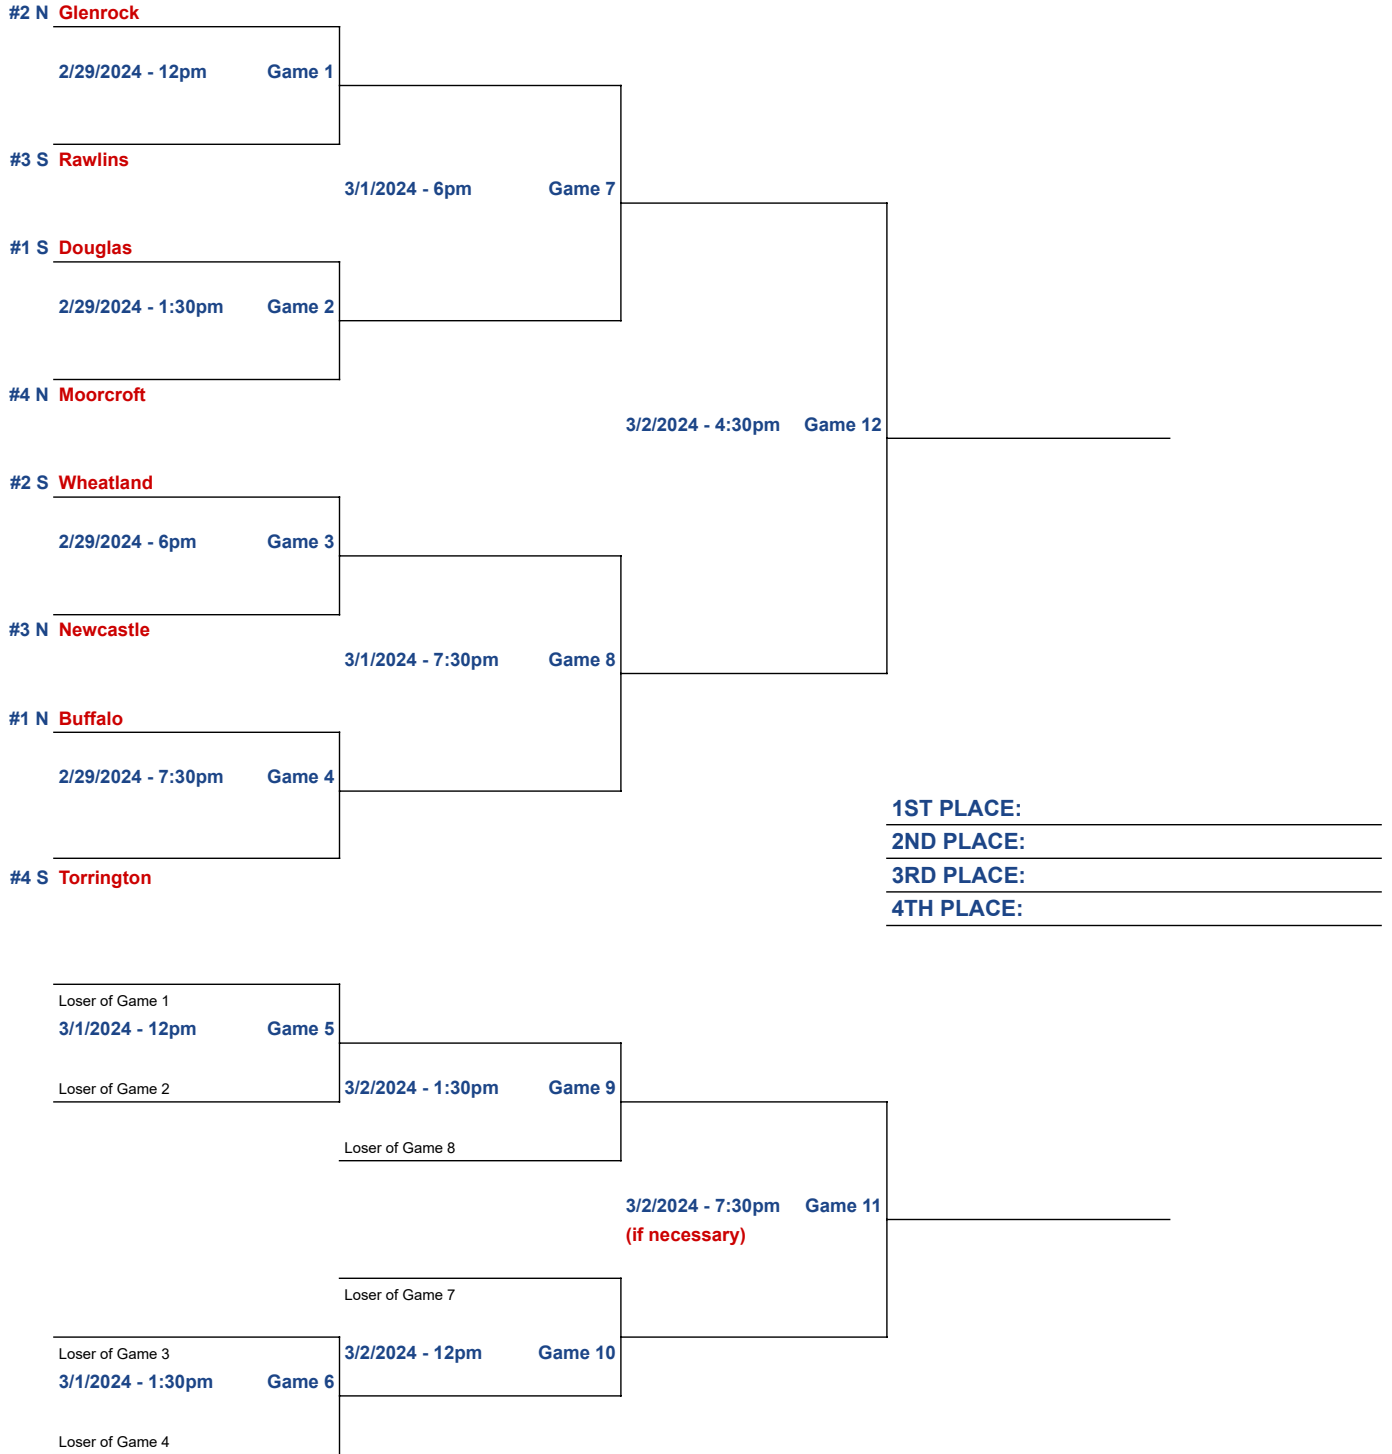 #2 N Glenrock
2/29/2024 - 12pm Game 1
#3 S Rawlins
3/1/2024 - 6pm Game 7
#1 S Douglas
2/29/2024 - 1:30pm Game 2
#4 N Moorcroft
3/2/2024 - 4:30pm Game 12
#2 S Wheatland
2/29/2024 - 6pm Game 3
#3 N Newcastle
3/1/2024 - 7:30pm Game 8
#1 N Buffalo
2/29/2024 - 7:30pm Game 4
1ST PLACE:
2ND PLACE:
#4 S Torrington
3RD PLACE:
4TH PLACE:
Loser of Game 1
3/1/2024 - 12pm Game 5
Loser of Game 2
3/2/2024 - 1:30pm Game 9
Loser of Game 8
3/2/2024 - 7:30pm Game 11
(if necessary)
Loser of Game 7
Loser of Game 3
3/2/2024 - 12pm Game 10
3/1/2024 - 1:30pm Game 6
Loser of Game 4